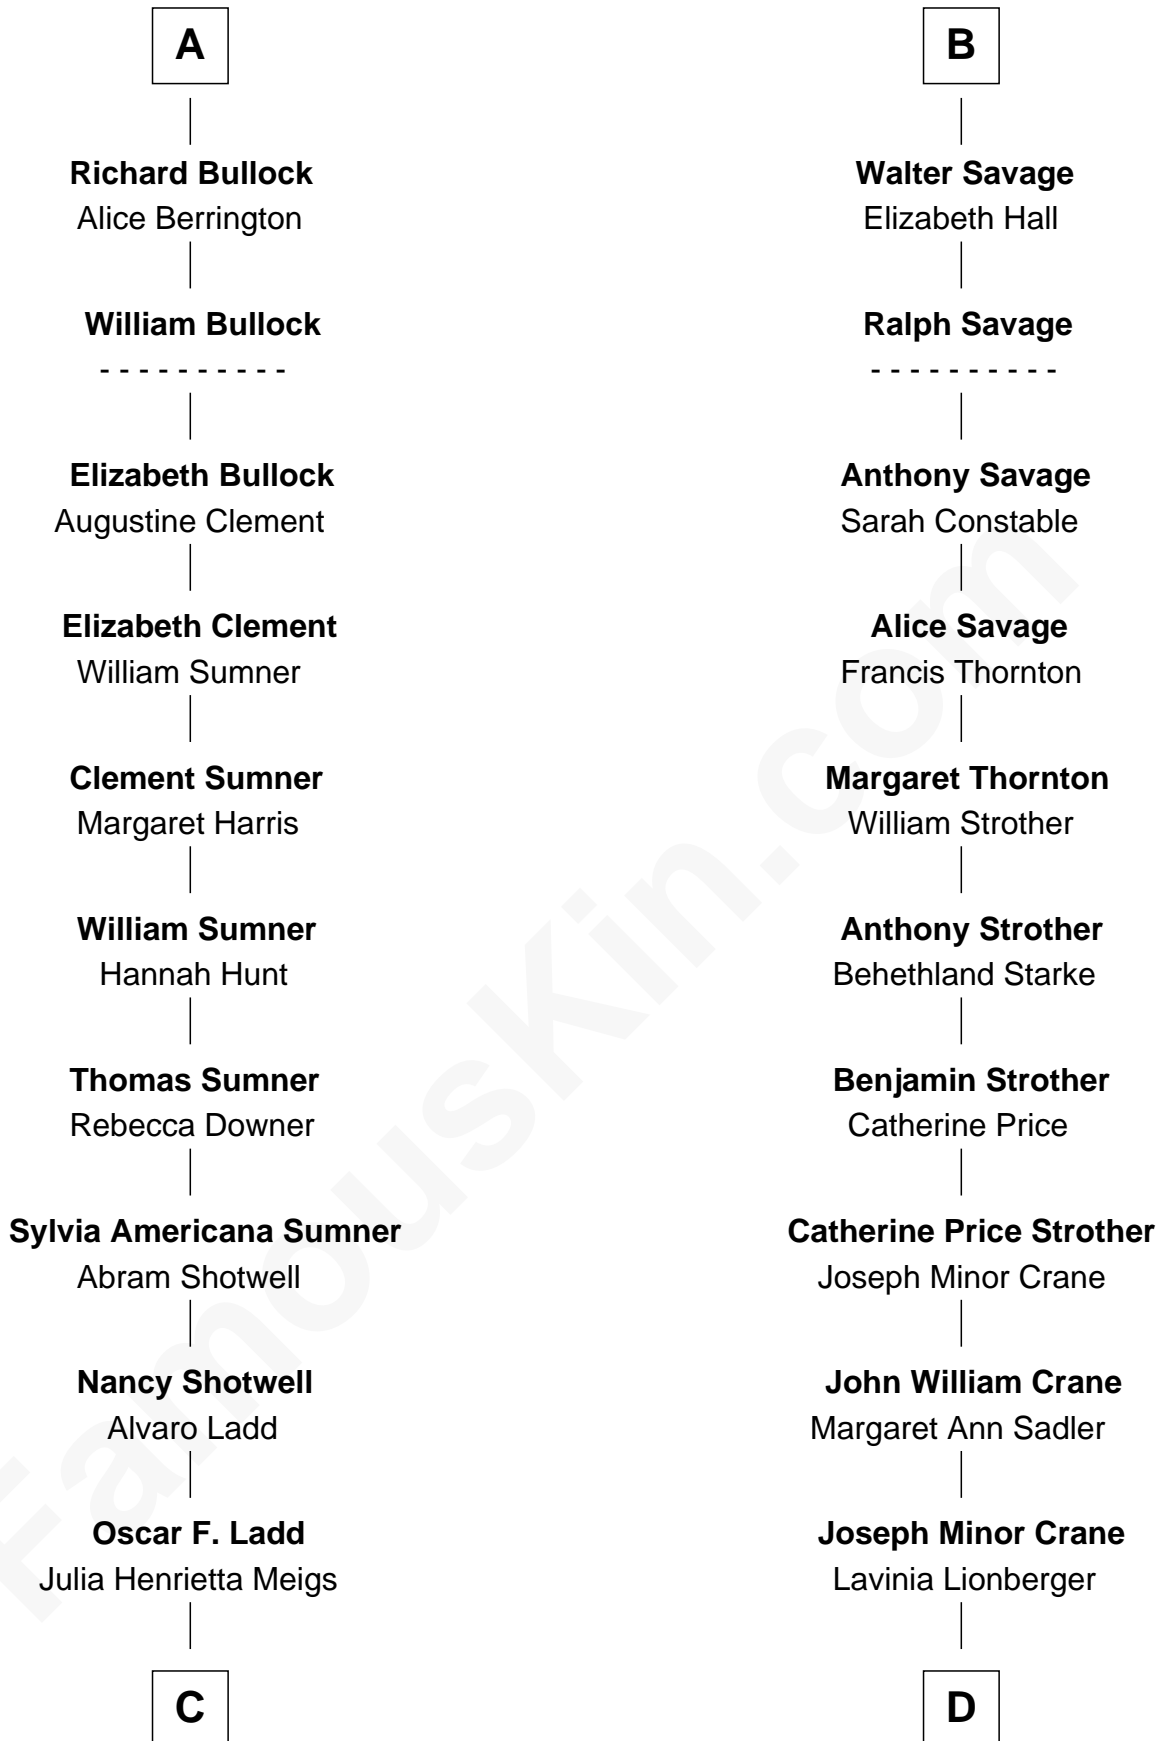 A
Richard Bullock
Alice Berrington
William Bullock
- - - - - - - - - -
Elizabeth Bullock
Augustine Clement
Elizabeth Clement
William Sumner
Clement Sumner
Margaret Harris
William Sumner
Hannah Hunt
Thomas Sumner
Rebecca Downer
Sylvia Americana Sumner
Abram Shotwell
Nancy Shotwell
Alvaro Ladd
Oscar F. Ladd
Julia Henrietta Meigs
C
B
Walter Savage
Elizabeth Hall
Ralph Savage
- - - - - - - - - -
Anthony Savage
Sarah Constable
Alice Savage
Francis Thornton
Margaret Thornton
William Strother
Anthony Strother
Behethland Starke
Benjamin Strother
Catherine Price
Catherine Price Strother
Joseph Minor Crane
John William Crane
Margaret Ann Sadler
Joseph Minor Crane
Lavinia Lionberger
D
FamousKin.com